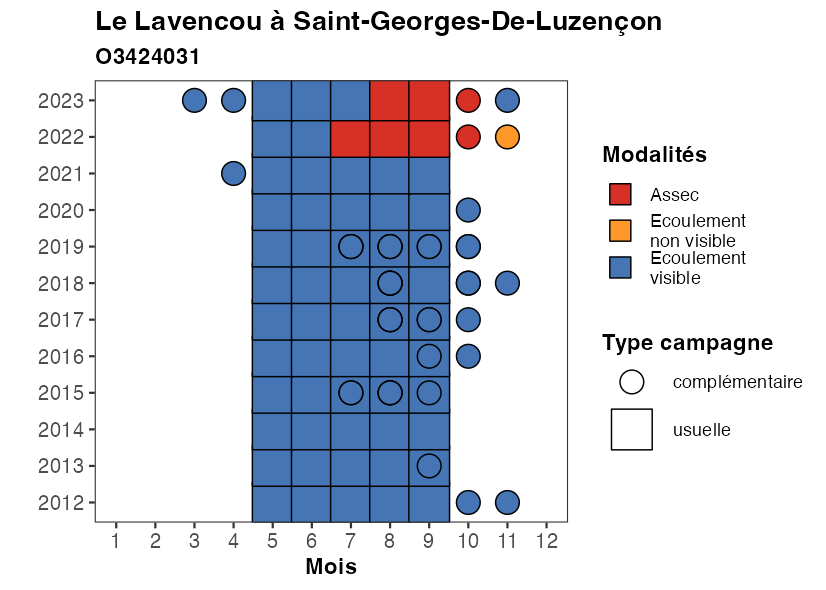 Le Lavencou à Saint-Georges-De-Luzençon
O3424031
2023
2022
2021
2020
2019
2018
2017
2016
2015
2014
2013
2012
1 2 3 4 5 6 7 8 9 10 11 12
Mois
Modalités
Assec
Ecoulement
non visible
Ecoulement
visible
Type campagne
complémentaire
usuelle